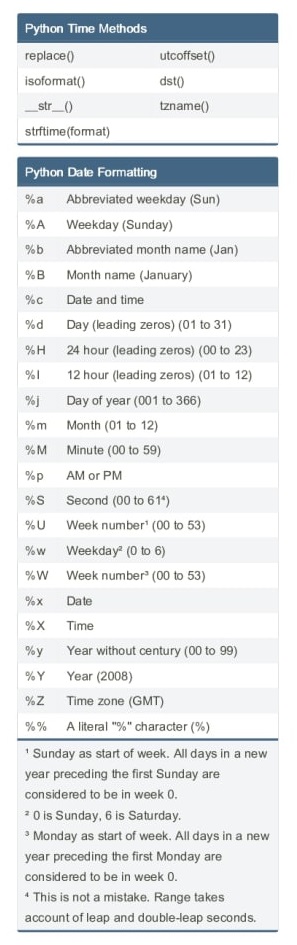 Python Time Methods
replace() utcoffset()
isoformat() dst()
__str__() tzname()
strftime(format)
Python Date Formatting
%a Abbreviated weekday (Sun)
%A Weekday (Sunday)
%b Abbreviated month name (Jan)
%B Month name (January)
%c Date and time
%d Day (leading zeros) (01 to 31)
%H 24 hour (leading zeros) (00 to 23)
%I 12 hour (leading zeros) (01 to 12)
%j Day of year (001 to 366)
%m Month (01 to 12)
%M Minute (00 to 59)
%p AM or PM
%S Second (00 to 61⁴)
%U Week number¹ (00 to 53)
%w Weekday² (0 to 6)
%W Week number³ (00 to 53)
%x Date
%X Time
%y Year without century (00 to 99)
%Y Year (2008)
%Z Time zone (GMT)
%% A literal "%" character (%)
¹ Sunday as start of week. All days in a new
year preceding the first Sunday are
considered to be in week 0.
² 0 is Sunday, 6 is Saturday.
³ Monday as start of week. All days in a new
year preceding the first Monday are
considered to be in week 0.
⁴ This is not a mistake. Range takes
account of leap and double-leap seconds.